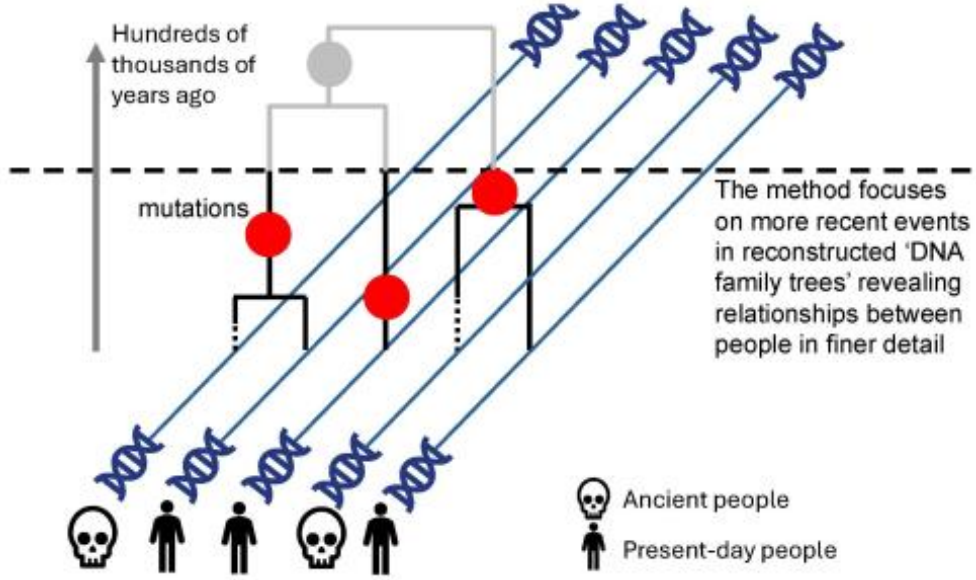 Hundreds of
thousands of
years ago
mutations
The method focuses
on more recent events
in reconstructed ‘DNA
family trees’ revealing
relationships between
people in finer detail
Ancient people
Present-day people